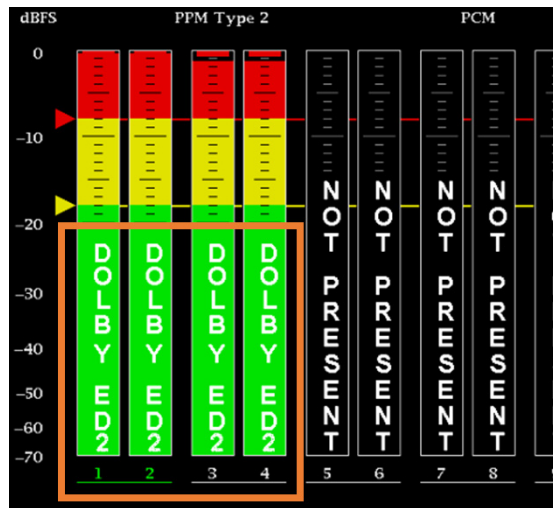 dBFS PPM Type 2 PCM
0
-10
-20
-30
-40
-50
-60
-70
DOLBY ED2
DOLBY ED2
DOLBY ED2
DOLBY ED2
NOT PRESENT
NOT PRESENT
NOT PRESENT
NOT PRESENT
1 2 3 4 5 6 7 8